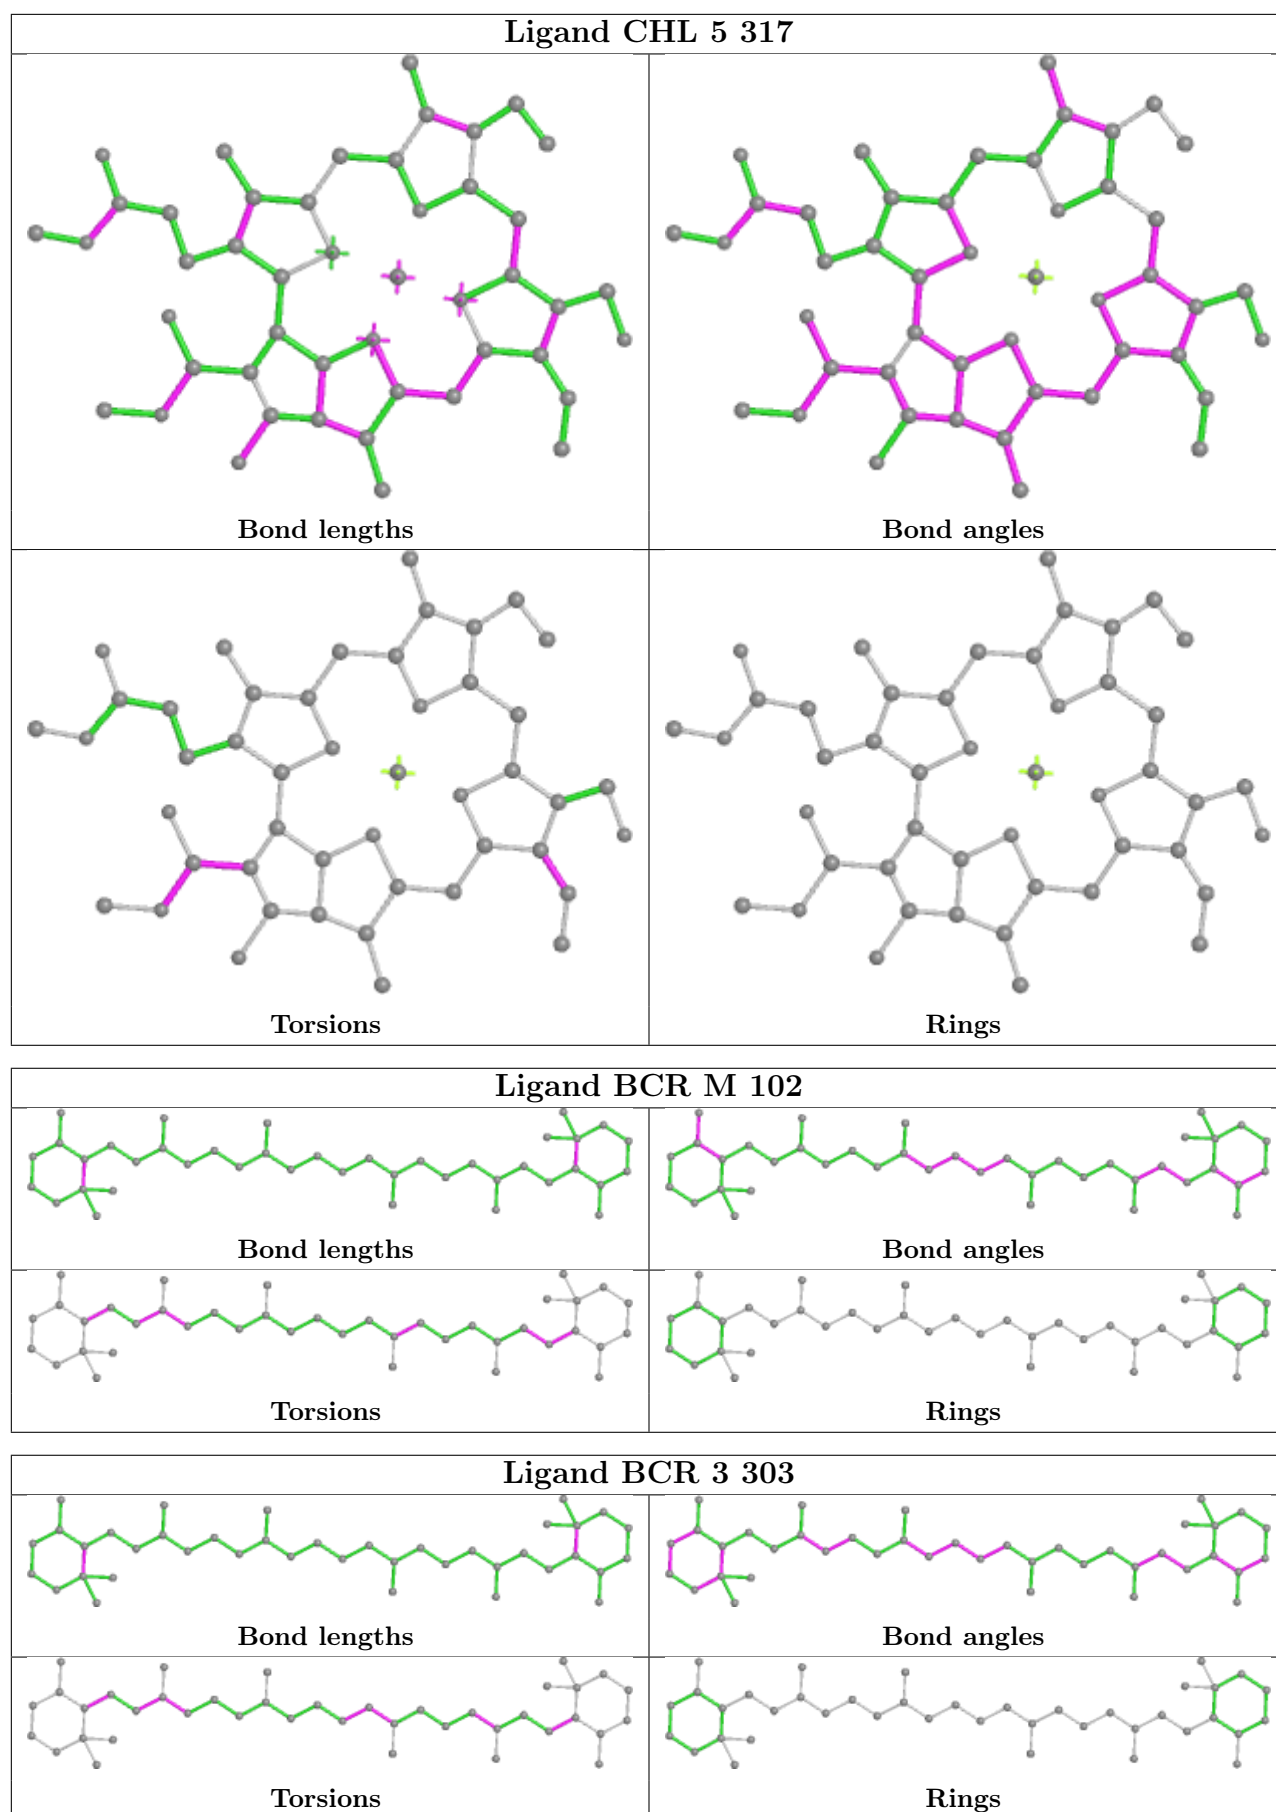 Ligand CHL 5 317
Bond lengths
Bond angles
Torsions
Rings
Ligand BCR M 102
Bond lengths
Bond angles
Torsions
Rings
Ligand BCR 3 303
Bond lengths
Bond angles
Torsions
Rings